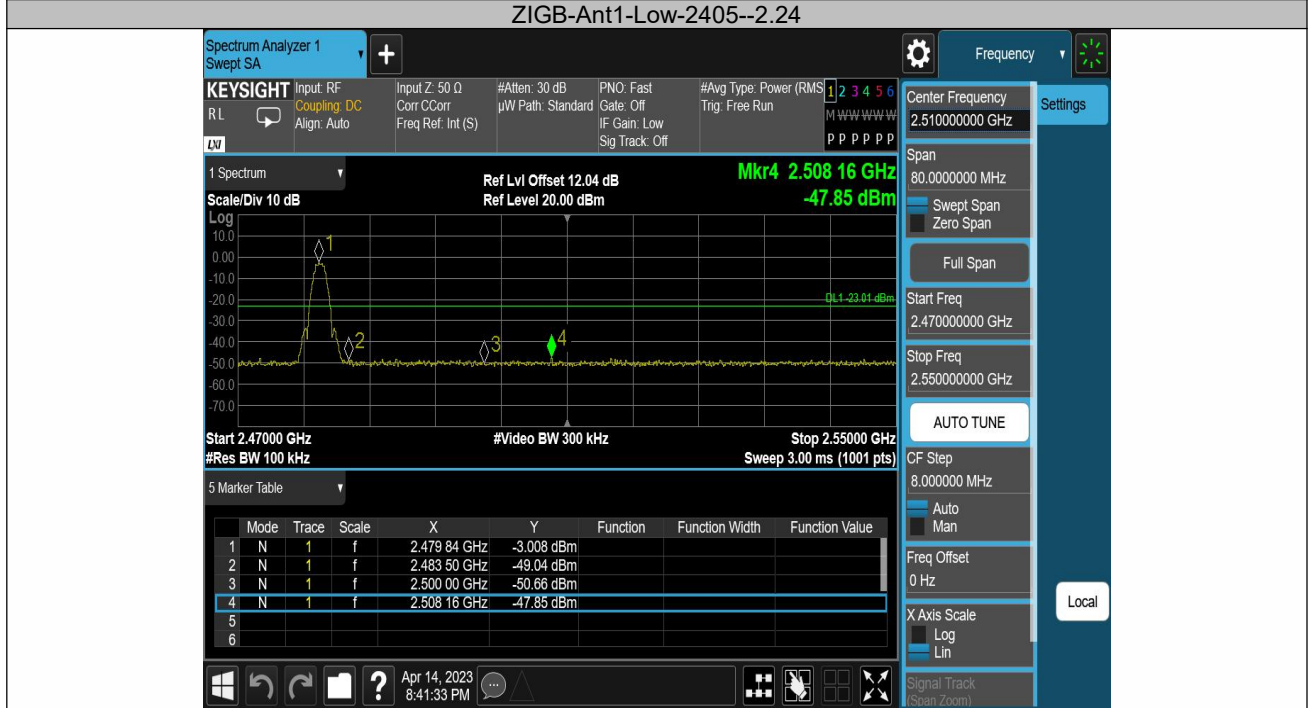 ZIGB-Ant1-Low-2405--2.24
Spectrum Analyzer 1
Swept SA
+
Frequency
KEYSIGHT
RL
LXI
Input: RF
Coupling: DC
Align: Auto
Input Z: 50 Ω
Corr CCorr
Freq Ref: Int (S)
#Atten: 30 dB
µW Path: Standard
PNO: Fast
Gate: Off
IF Gain: Low
Sig Track: Off
#Avg Type: Power (RMS
Trig: Free Run
1 2 3 4 5 6
M W W W W W
P P P P P P
1 Spectrum
Scale/Div 10 dB
Ref Lvl Offset 12.04 dB
Ref Level 20.00 dBm
Mkr4 2.508 16 GHz
-47.85 dBm
Log
10.0
0.00
-10.0
-20.0
-30.0
-40.0
-50.0
-60.0
-70.0
1
2
3
4
DL1 -23.01 dBm
Start 2.47000 GHz
#Res BW 100 kHz
#Video BW 300 kHz
Stop 2.55000 GHz
Sweep 3.00 ms (1001 pts)
5 Marker Table
Mode Trace Scale X Y Function Function Width Function Value
1 N 1 f 2.479 84 GHz -3.008 dBm
2 N 1 f 2.483 50 GHz -49.04 dBm
3 N 1 f 2.500 00 GHz -50.66 dBm
4 N 1 f 2.508 16 GHz -47.85 dBm
5
6
?
Apr 14, 2023
8:41:33 PM
Center Frequency
2.510000000 GHz
Settings
Span
80.0000000 MHz
Swept Span
Zero Span
Full Span
Start Freq
2.470000000 GHz
Stop Freq
2.550000000 GHz
AUTO TUNE
CF Step
8.000000 MHz
Auto
Man
Freq Offset
0 Hz
Local
X Axis Scale
Log
Lin
Signal Track
(Span Zoom)